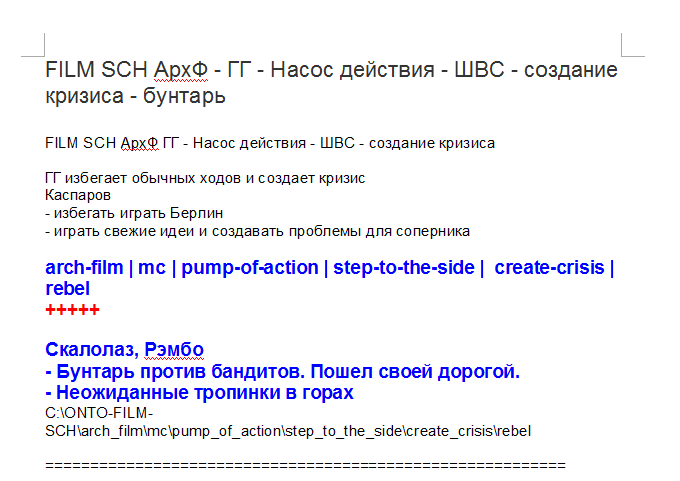 FILM SCH АрхФ - ГГ - Насос действия - ШВС - создание
кризиса - бунтарь
FILM SCH АрхФ ГГ - Насос действия - ШВС - создание кризиса
ГГ избегает обычных ходов и создает кризис
Каспаров
- избегать играть Берлин
- играть свежие идеи и создавать проблемы для соперника
arch-film | mc | pump-of-action | step-to-the-side |  create-crisis |
rebel
+++++
Скалолаз, Рэмбо
- Бунтарь против бандитов. Пошел своей дорогой.
- Неожиданные тропинки в горах
C:\ONTO-FILM-
SCH\arch_film\mc\pump_of_action\step_to_the_side\create_crisis\rebel
=========================================================